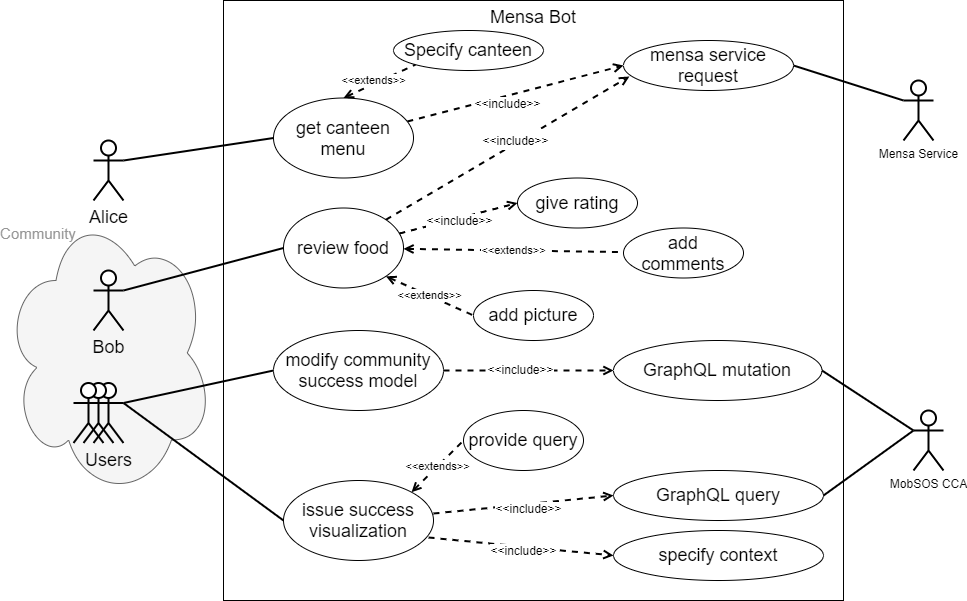 Mensa Bot
Specify canteen
mensa service
request
<<extends>>
<<include>>
get canteen
menu
<<include>>
Mensa Service
Alice
give rating
<<include>>
Community
review food
<<extends>>
add
comments
<<extends>>
add picture
Bob
modify community
success model
<<include>>
GraphQL mutation
provide query
Users
<<extends>>
MobSOS CCA
GraphQL query
issue success
visualization
<<include>>
<<include>>
specify context